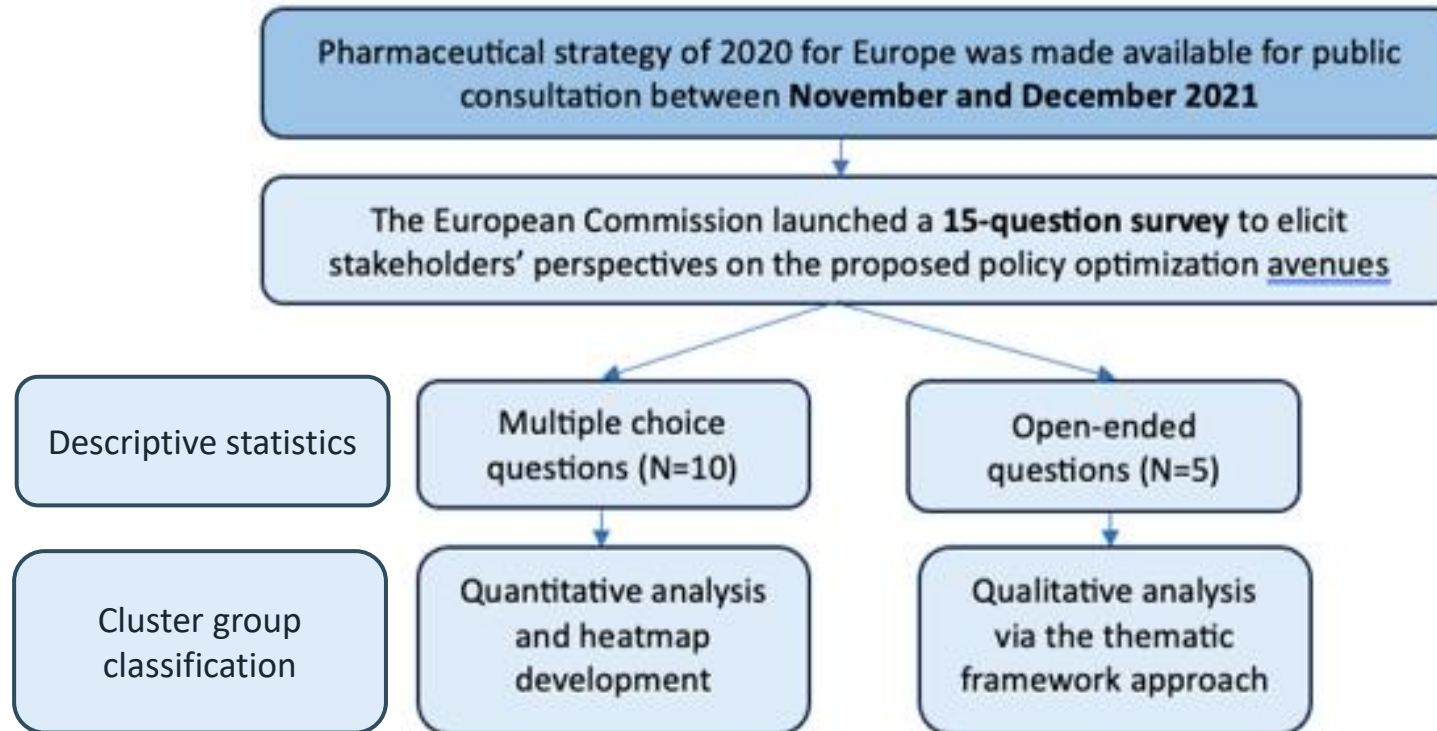 Pharmaceutical strategy of 2020 for Europe was made available for public
consultation between November and December 2021
The European Commission launched a 15-question survey to elicit
stakeholders’ perspectives on the proposed policy optimization avenues
Descriptive statistics
Multiple choice
questions (N=10)
Open-ended
questions (N=5)
Cluster group
classification
Quantitative analysis
and heatmap
development
Qualitative analysis
via the thematic
framework approach